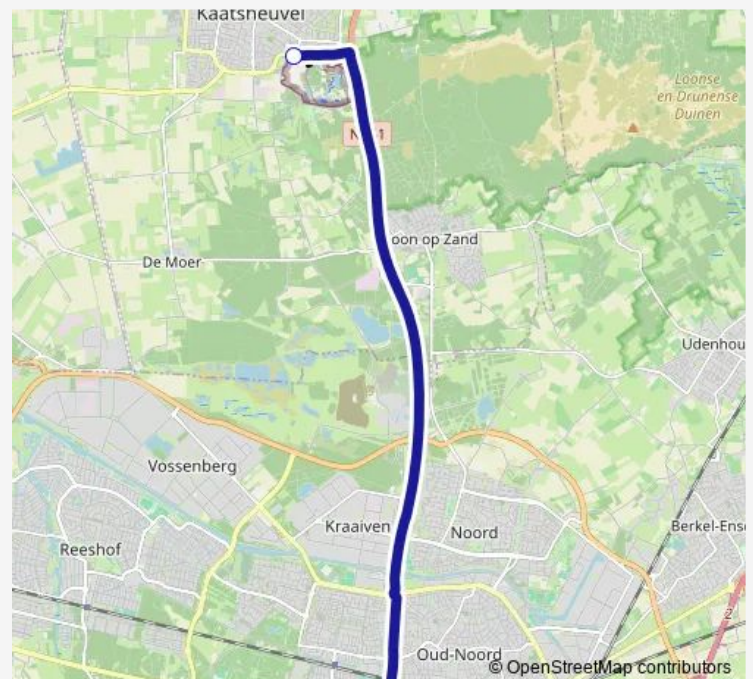 Kaatsheuvel
Loonse
en Drunense
Duinen
oon op Zand
De Moer
Udenhou
Vossenberg
Kraaiven
Noord
Reeshof
Berkel-Ens
2
Oud-Noord
© OpenStreetMap contributors